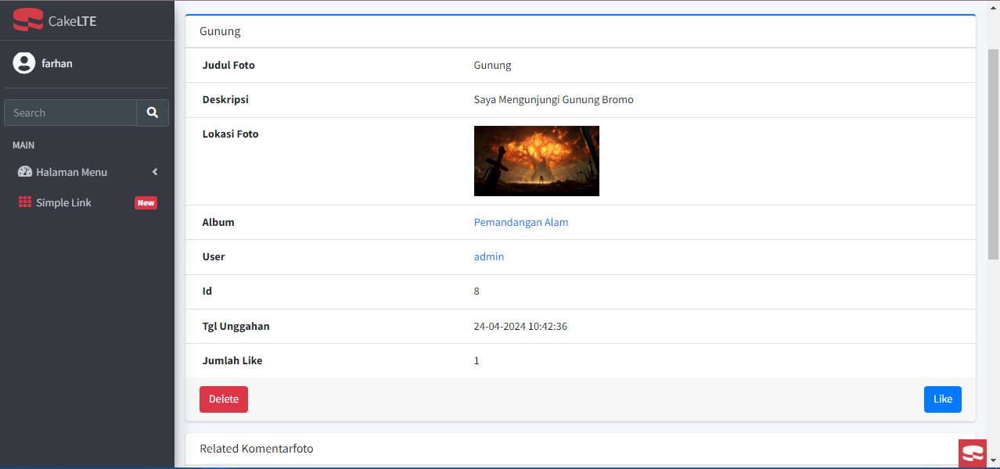 CakeLTE
farhan
Search
MAIN
Halaman Menu
Simple Link New
Gunung
Judul Foto Gunung
Deskripsi Saya Mengunjungi Gunung Bromo
Lokasi Foto
Album Pemandangan Alam
User admin
Id 8
Tgl Unggahan 24-04-2024 10:42:36
Jumlah Like 1
Delete Like
Related Komentarfoto